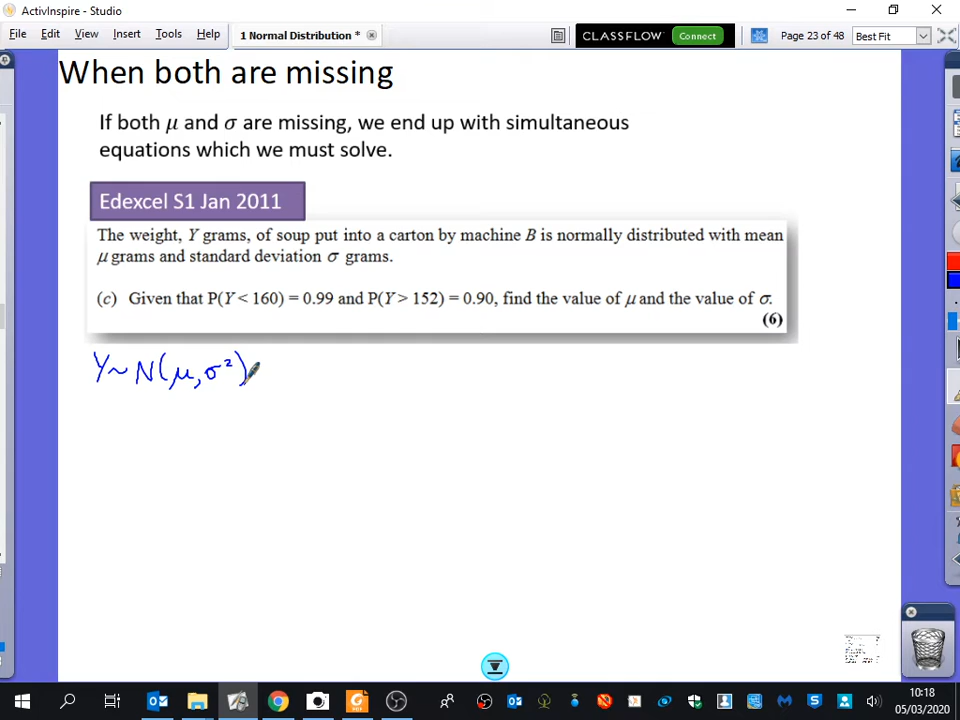 ActivInspire - Studio
File Edit View Insert Tools Help
1 Normal Distribution *
CLASSFLOW Connect
Page 23 of 48
Best Fit
When both are missing
If both μ and σ are missing, we end up with simultaneous
equations which we must solve.
Edexcel S1 Jan 2011
The weight, Y grams, of soup put into a carton by machine B is normally distributed with mean
μ grams and standard deviation σ grams.
(c) Given that P(Y < 160) = 0.99 and P(Y > 152) = 0.90, find the value of μ and the value of σ.
(6)
Y~N(μ,σ²)
10:18
05/03/2020